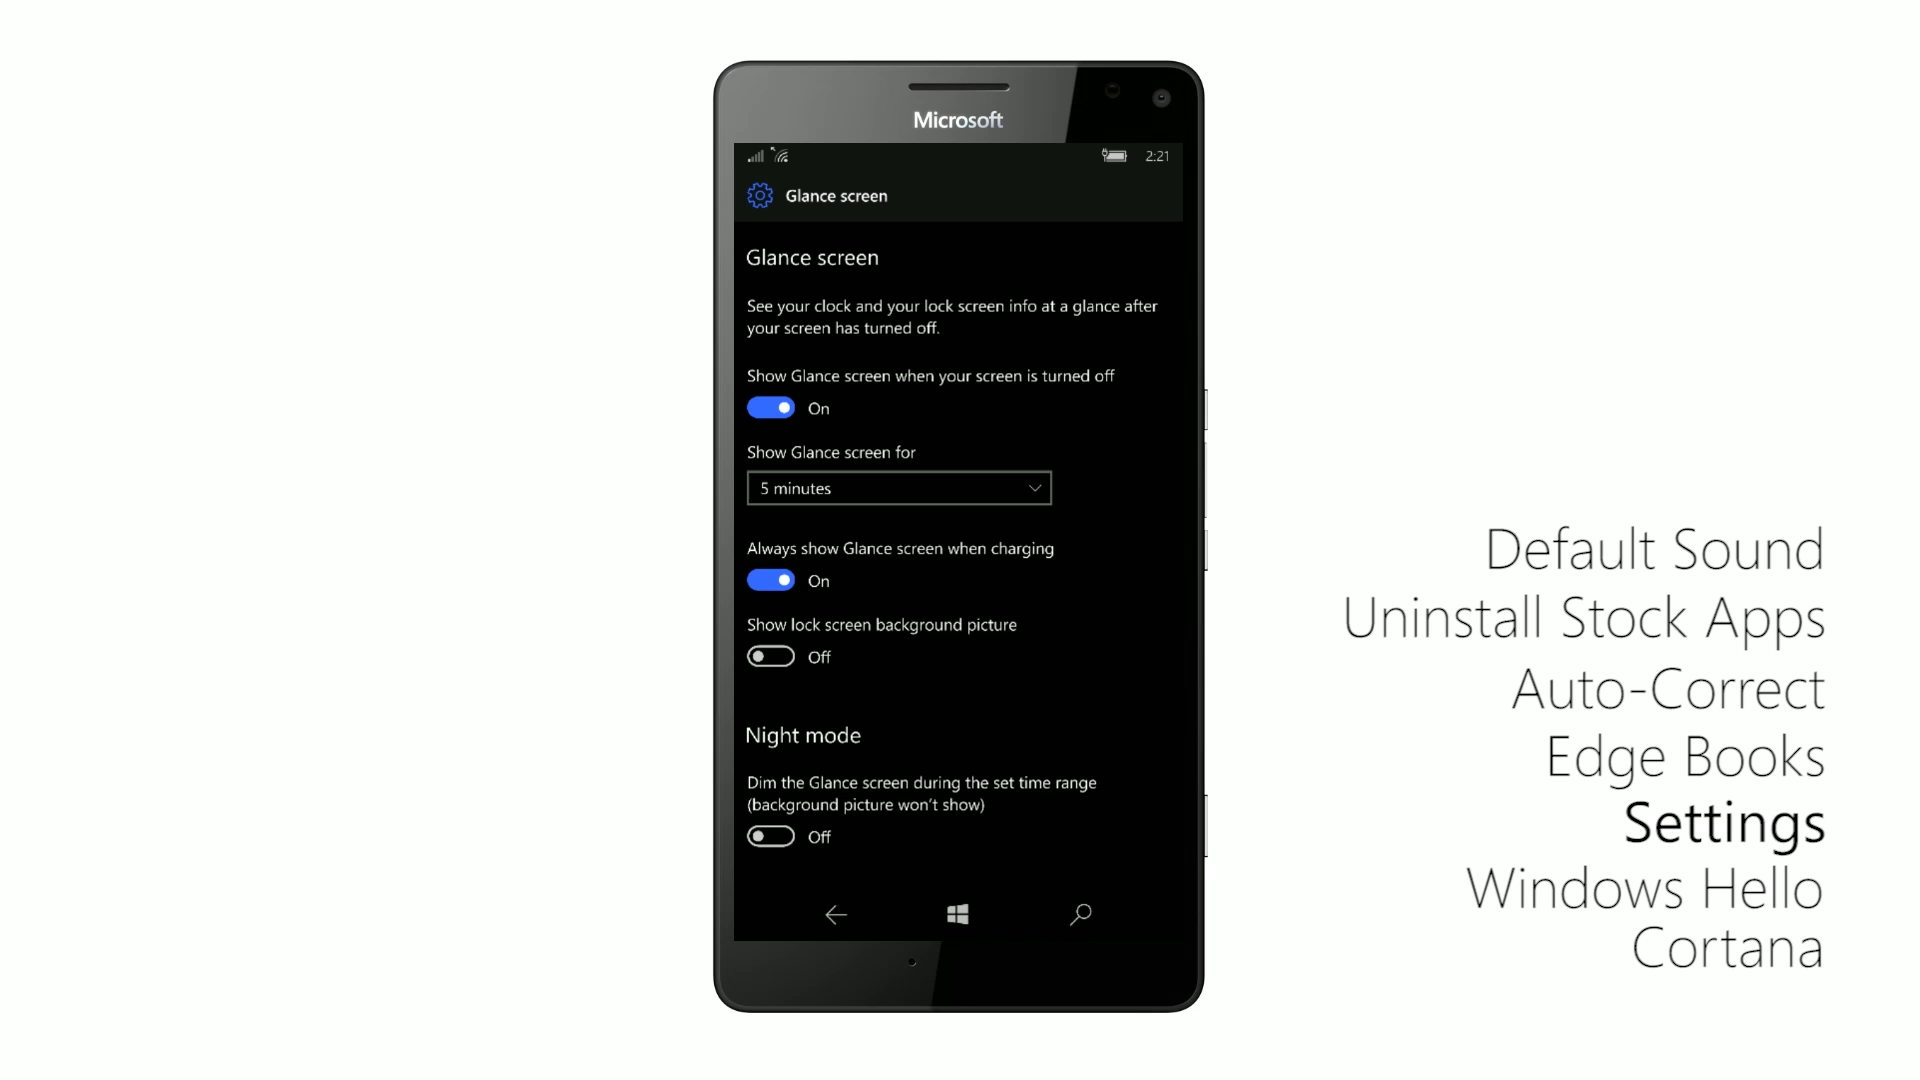 Microsoft
2:21
Glance screen
Glance screen
See your clock and your lock screen info at a glance after
your screen has turned off.
Show Glance screen when your screen is turned off
On
Show Glance screen for
5 minutes
Always show Glance screen when charging
On
Show lock screen background picture
Off
Night mode
Dim the Glance screen during the set time range
(background picture won't show)
Off
Default Sound
Uninstall Stock Apps
Auto-Correct
Edge Books
Settings
Windows Hello
Cortana